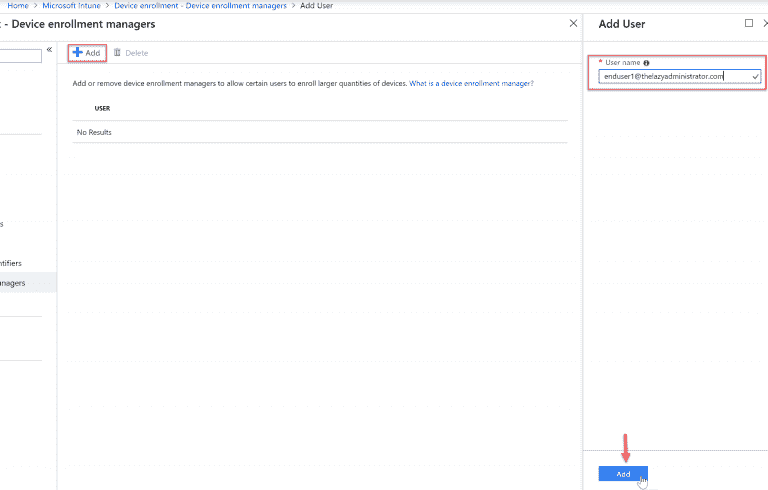 Home > Microsoft Intune > Device enrollment - Device enrollment managers > Add User
- Device enrollment managers
Add User
«
Add
Delete
* User name
enduser1@thelazyadministrator.com
Add or remove device enrollment managers to allow certain users to enroll larger quantities of devices. What is a device enrollment manager?
USER
No Results
s
ntifiers
anagers
Add